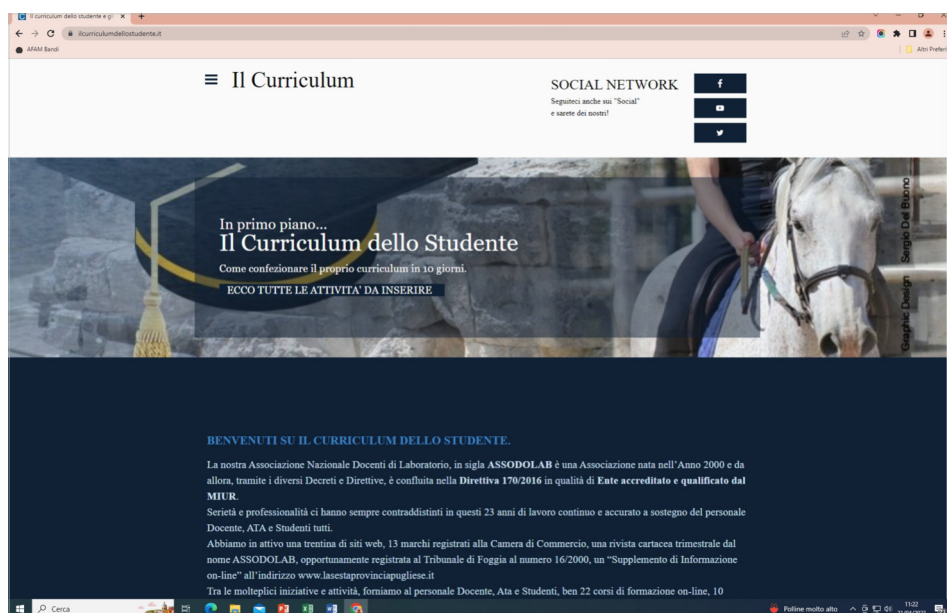 Il curriculum dello studente e gli
ilcurriculumdellostudente.it
AFAM Bandi
Altri Preferi
Il Curriculum
SOCIAL NETWORK
Seguiteci anche sui "Social"
e sarete dei nostri!
In primo piano...
Il Curriculum dello Studente
Come confezionare il proprio curriculum in 10 giorni.
ECCO TUTTE LE ATTIVITA' DA INSERIRE
Graphic Design Sergio Del Buono
BENVENUTI SU IL CURRICULUM DELLO STUDENTE.
La nostra Associazione Nazionale Docenti di Laboratorio, in sigla ASSODOLAB è una Associazione nata nell'Anno 2000 e da
allora, tramite i diversi Decreti e Direttive, è confluita nella Direttiva 170/2016 in qualità di Ente accreditato e qualificato dal
MIUR.
Serietà e professionalità ci hanno sempre contraddistinti in questi 23 anni di lavoro continuo e accurato a sostegno del personale
Docente, ATA e Studenti tutti.
Abbiamo in attivo una trentina di siti web, 13 marchi registrati alla Camera di Commercio, una rivista cartacea trimestrale dal
nome ASSODOLAB, opportunamente registrata al Tribunale di Foggia al numero 16/2000, un “Supplemento di Informazione
on-line” all’indirizzo www.lasestaprovinciapugliese.it
Tra le molteplici iniziative e attività, forniamo al personale Docente, Ata e Studenti, ben 22 corsi di formazione on-line, 10
Cerca
Polline molto alto
11:22